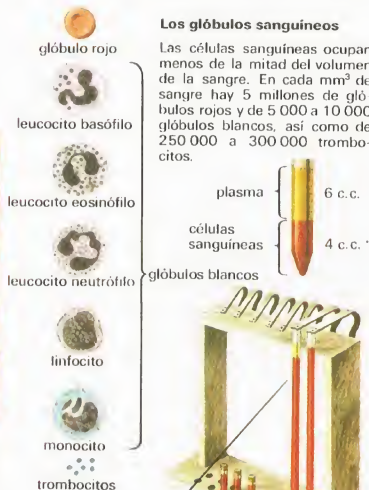 Los glóbulos sanguíneos
Las células sanguíneas ocupan
menos de la mitad del volumen
de la sangre. En cada mm³ de
sangre hay 5 millones de gló-
bulos rojos y de 5 000 a 10 000
glóbulos blancos, así como de
250 000 a 300 000 trombo-
citos.
glóbulo rojo
leucocito basófilo
leucocito eosinófilo
leucocito neutrófilo
linfocito
monocito
trombocitos
glóbulos blancos
plasma
6 c.c.
células
sanguíneas
4 c.c.